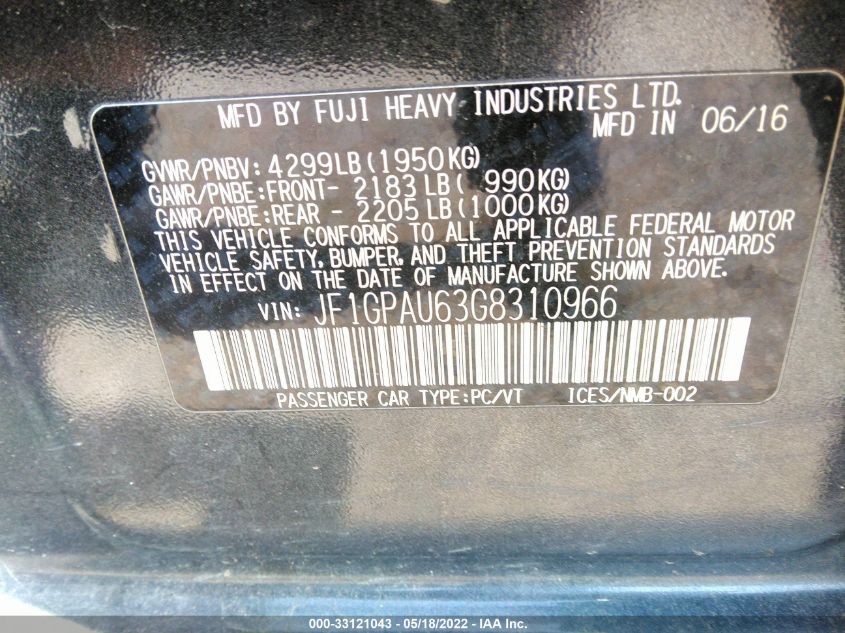 MFD BY FUJI HEAVY INDUSTRIES LTD.
MFD IN 06/16
GVWR/PNBV: 4299LB (1950KG)
GAWR/PNBE:FRONT- 2183 LB ( 990KG)
GAWR/PNBE:REAR - 2205 LB (1000KG)
THIS VEHICLE CONFORMS TO ALL APPLICABLE FEDERAL MOTOR
VEHICLE SAFETY, BUMPER, AND THEFT PREVENTION STANDARDS
IN EFFECT ON THE DATE OF MANUFACTURE SHOWN ABOVE.
VIN: JF1GPAU63G8310966
PASSENGER CAR TYPE:PC/VT ICES/NMB-002
000-33121043 - 05/18/2022 - IAA Inc.